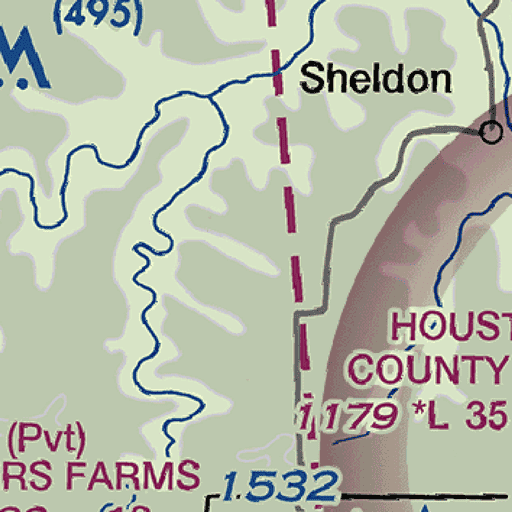 (495)
M
Sheldon
HOUST
COUNTY
1179 *L 35
(Pvt)
RS FARMS
1.532